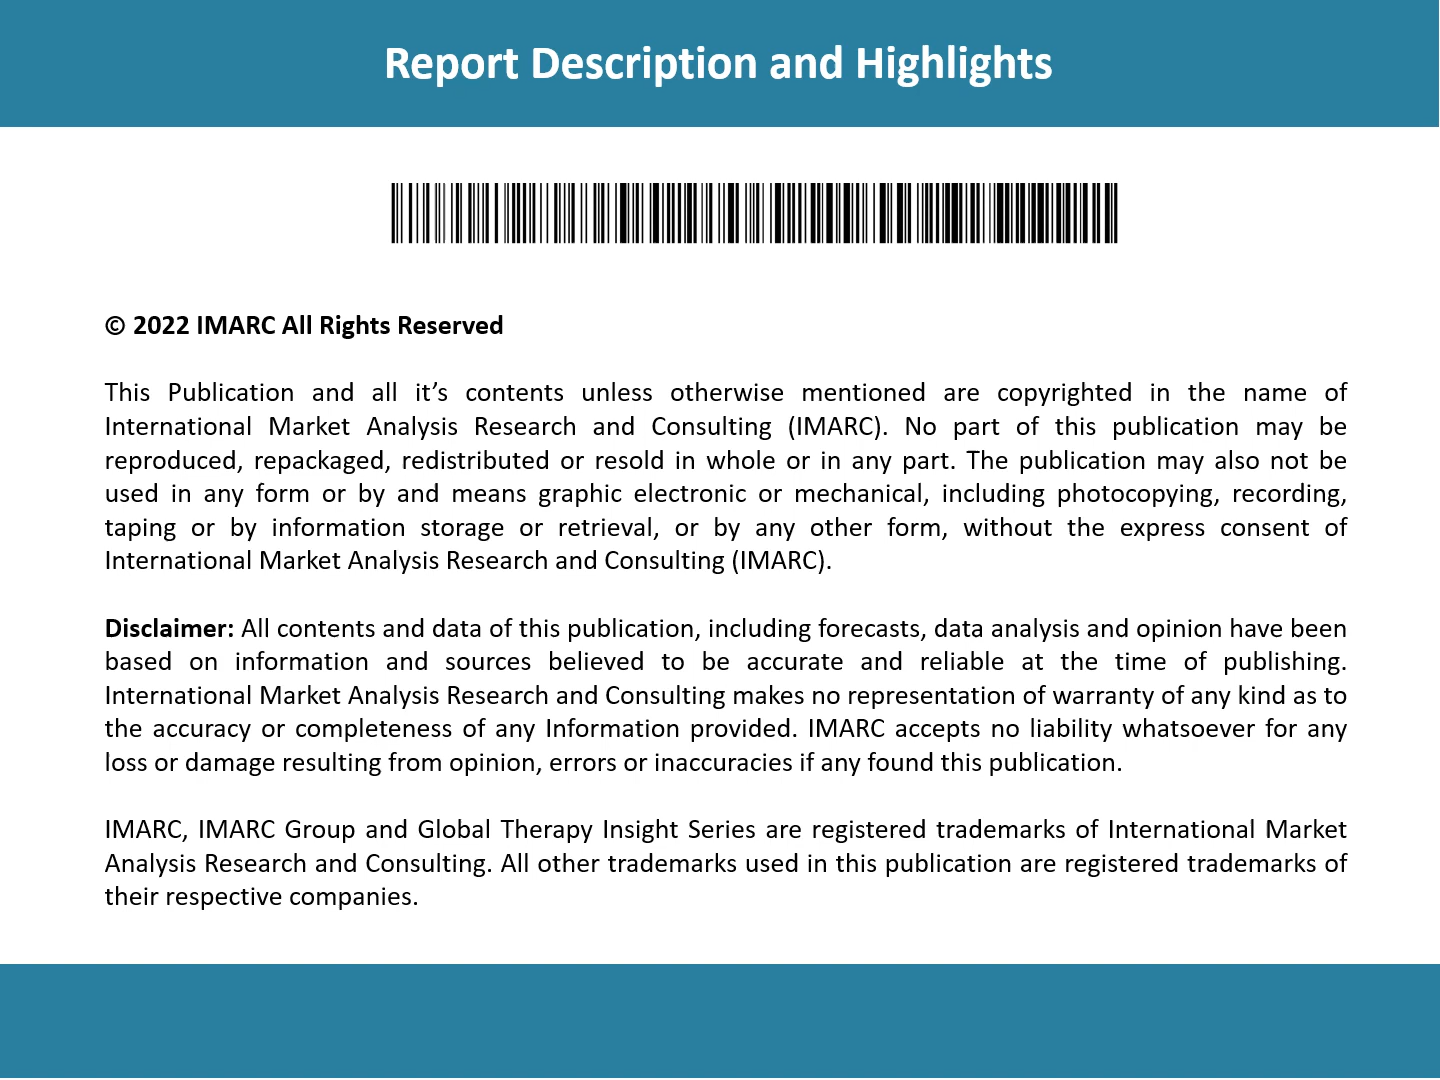 Report Description and Highlights
© 2022 IMARC All Rights Reserved
This Publication and all it’s contents unless otherwise mentioned are copyrighted in the name of
International Market Analysis Research and Consulting (IMARC). No part of this publication may be
reproduced, repackaged, redistributed or resold in whole or in any part. The publication may also not be
used in any form or by and means graphic electronic or mechanical, including photocopying, recording,
taping or by information storage or retrieval, or by any other form, without the express consent of
International Market Analysis Research and Consulting (IMARC).
Disclaimer: All contents and data of this publication, including forecasts, data analysis and opinion have been
based on information and sources believed to be accurate and reliable at the time of publishing.
International Market Analysis Research and Consulting makes no representation of warranty of any kind as to
the accuracy or completeness of any Information provided. IMARC accepts no liability whatsoever for any
loss or damage resulting from opinion, errors or inaccuracies if any found this publication.
IMARC, IMARC Group and Global Therapy Insight Series are registered trademarks of International Market
Analysis Research and Consulting. All other trademarks used in this publication are registered trademarks of
their respective companies.